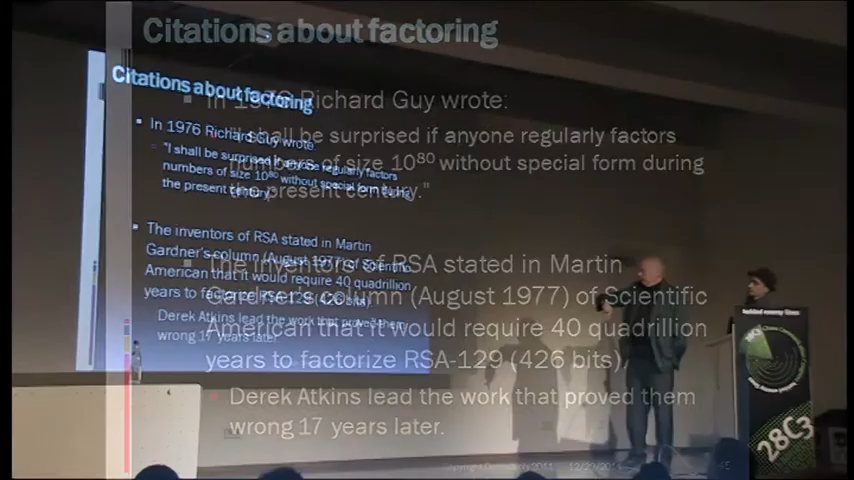 Citations about factoring
In 1976 Richard Guy wrote:
"I shall be surprised if anyone regularly factors
numbers of size 10⁸⁰ without special form during
the present century."
The inventors of RSA stated in Martin
Gardner's column (August 1977) of Scientific
American that it would require 40 quadrillion
years to factorize RSA-129 (426 bits).
Derek Atkins lead the work that proved them
wrong 17 years later.
Citations about factoring
In 1976 Richard Guy wrote:
"I shall be surprised if anyone regularly factors
numbers of size 10⁸⁰ without special form during
the present century."
The inventors of RSA stated in Martin
Gardner's column (August 1977) of Scientific
American that it would require 40 quadrillion
years to factorize RSA-129 (426 bits).
Derek Atkins lead the work that proved them
wrong 17 years later.
behind enemy lines
28C3
45